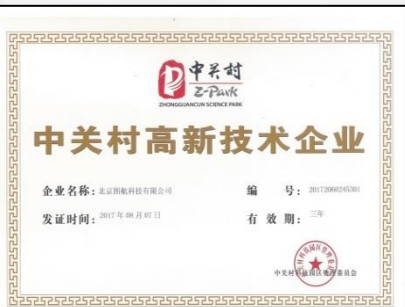 中关村
Z-Park
ZHONGGUANCUN SCIENCE PARK
中关村高新技术企业
企业名称：北京图航科技有限公司
编 号：20172060245301
发证时间：2017年08月07日
有 效 期：三年
中关村科技园区管理委员会